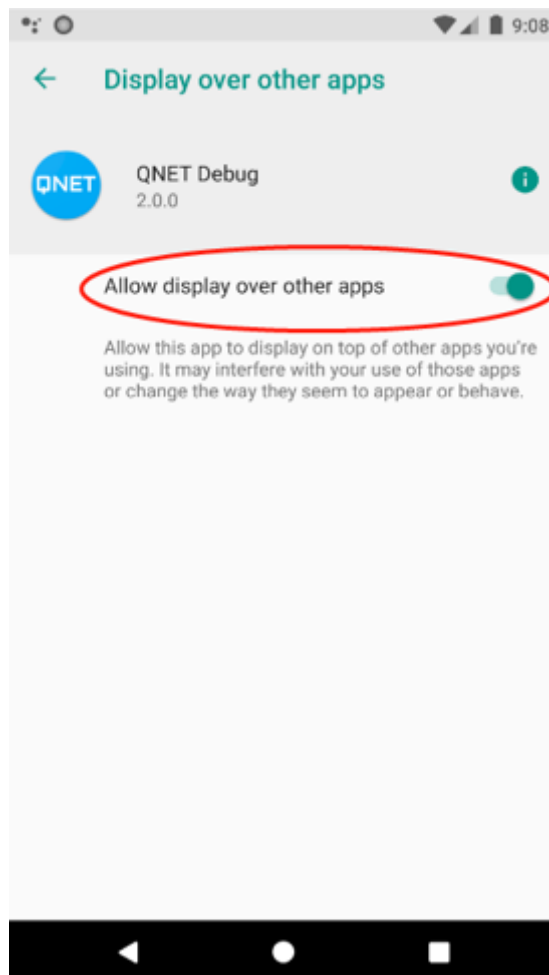 9:08
Display over other apps
QNET
QNET Debug
2.0.0
Allow display over other apps
Allow this app to display on top of other apps you're
using. It may interfere with your use of those apps
or change the way they seem to appear or behave.